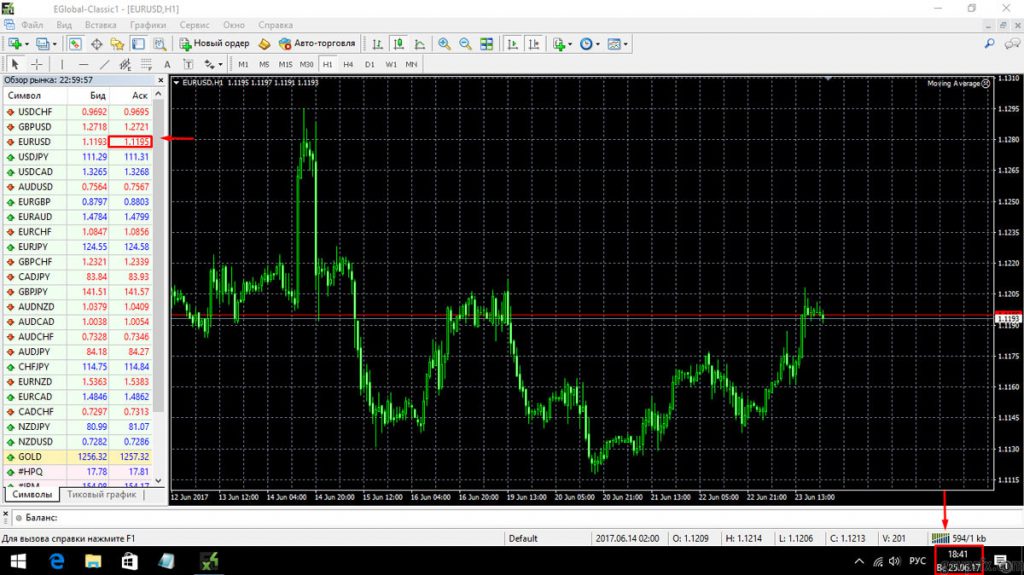 EGlobal-Classic1 - [EURUSD,H1]
Файл Вид Вставка Графики Сервис Окно Справка
Новый ордер Авто-торговля
A T M1 M5 M15 M30 H1 H4 D1 W1 MN
Обзор рынка: 22:59:57
Символ Бид Аск
USDCHF 0.9692 0.9695
GBPUSD 1.2718 1.2721
EURUSD 1.1193 1.1195
USDJPY 111.29 111.31
USDCAD 1.3265 1.3268
AUDUSD 0.7564 0.7567
EURGBP 0.8797 0.8803
EURAUD 1.4784 1.4799
EURCHF 1.0847 1.0856
EURJPY 124.55 124.58
GBPCHF 1.2321 1.2339
CADJPY 83.84 83.93
GBPJPY 141.51 141.57
AUDNZD 1.0379 1.0409
AUDCAD 1.0038 1.0054
AUDCHF 0.7328 0.7346
AUDJPY 84.18 84.27
CHFJPY 114.75 114.84
EURNZD 1.5363 1.5383
EURCAD 1.4846 1.4862
CADCHF 0.7297 0.7313
NZDJPY 80.99 81.07
NZDUSD 0.7282 0.7286
GOLD 1256.32 1257.32
#HPQ 17.78 17.81
Символы Тиковый график
EURUSD,H1 1.1195 1.1197 1.1191 1.1193
Moving Average
1.1310
1.1295
1.1280
1.1265
1.1250
1.1235
1.1220
1.1205
1.1193
1.1190
1.1175
1.1160
1.1145
1.1130
1.1115
12 Jun 2017 13 Jun 12:00 14 Jun 04:00 14 Jun 20:00 15 Jun 12:00 16 Jun 04:00 16 Jun 20:00 19 Jun 13:00 20 Jun 05:00 20 Jun 21:00 21 Jun 13:00 22 Jun 05:00 22 Jun 21:00 23 Jun 13:00
Баланс:
Для вызова справки нажмите F1 Default 2017.06.14 02:00 O: 1.1209 H: 1.1214 L: 1.1206 C: 1.1213 V: 201 594/1 kb
РУС 18:41
25.06.17